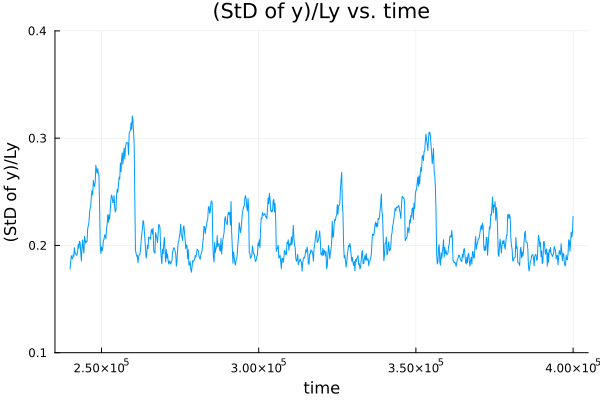 (StD of y)/Ly vs. time
0.4
0.3
0.2
0.1
(StD of y)/Ly
2.50×10⁵
3.00×10⁵
3.50×10⁵
4.00×10⁵
time